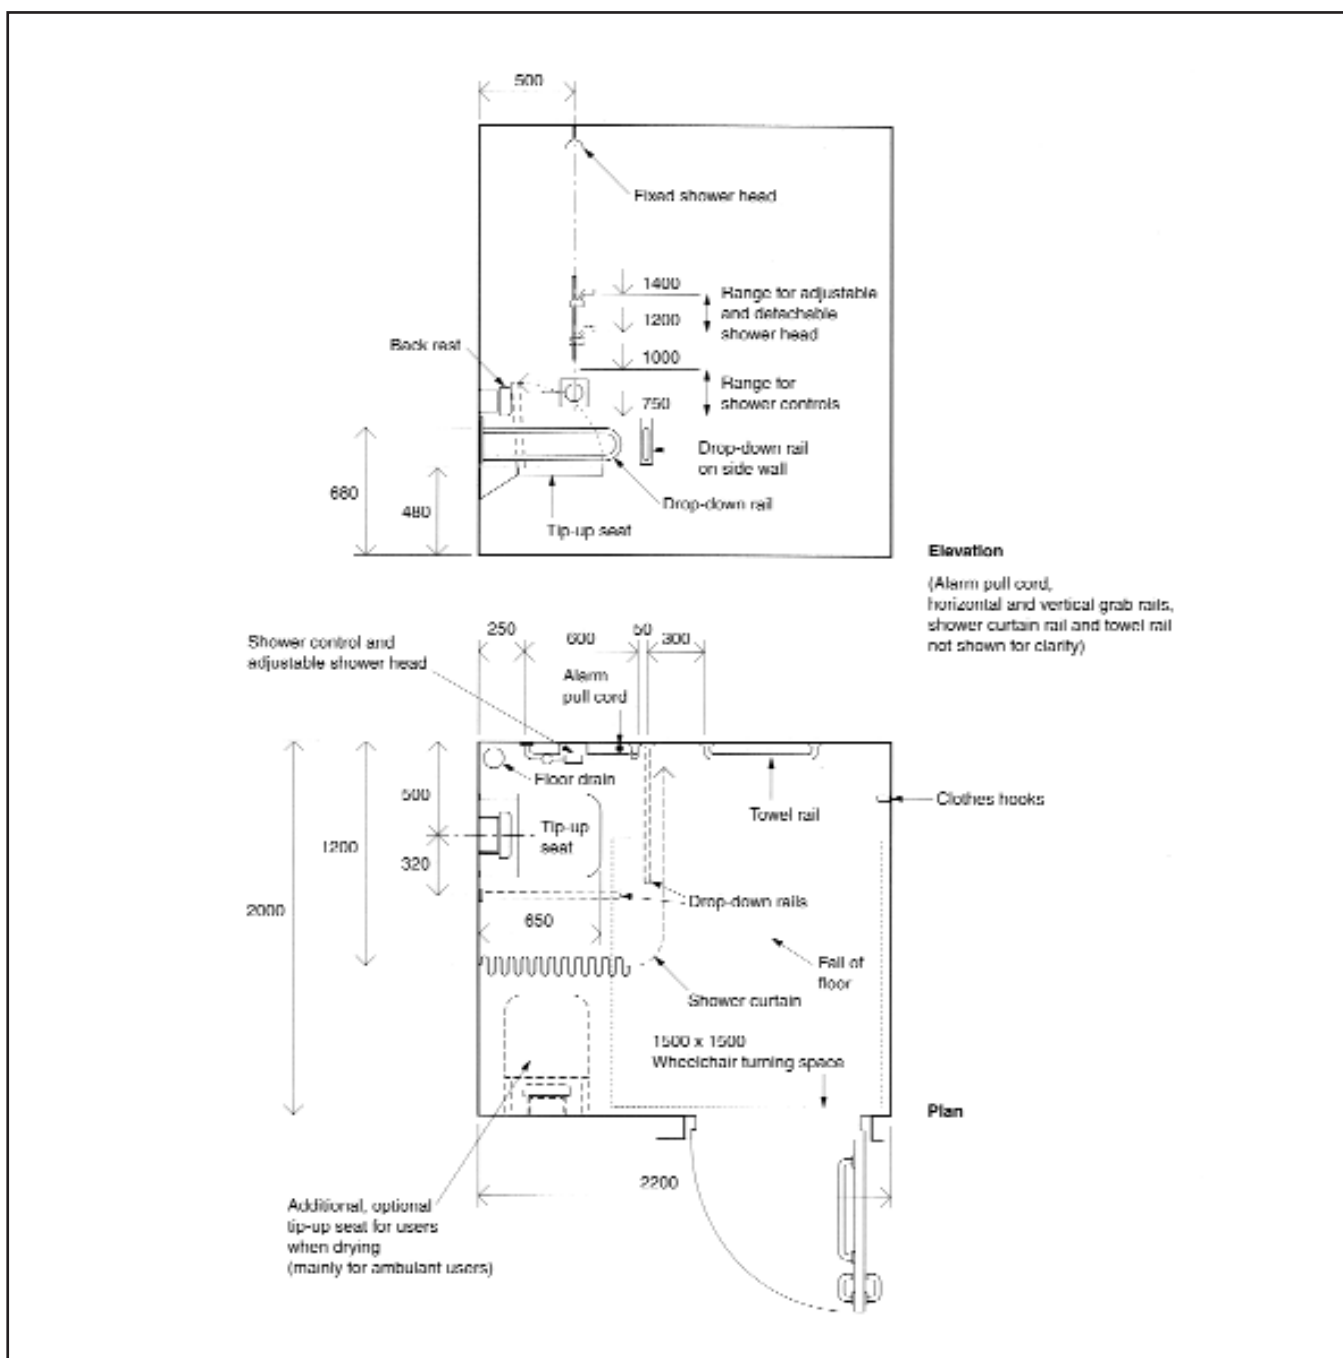 500
Fixed shower head
1400
Range for adjustable
and detachable
shower head
1200
Back rest
1000
Range for
shower controls
750
Drop-down rail
on side wall
680
480
Drop-down rail
Tip-up seat
Elevation
(Alarm pull cord,
horizontal and vertical grab rails,
shower curtain rail and towel rail
not shown for clarity)
250
600
50
300
Shower control and
adjustable shower head
Alarm
pull cord
Floor drain
500
Towel rail
Clothes hooks
Tip-up
seat
1200
320
2000
Drop-down rails
650
Fall of
floor
Shower curtain
1500 x 1500
Wheelchair turning space
Plan
2200
Additional, optional
tip-up seat for users
when drying
(mainly for ambulant users)